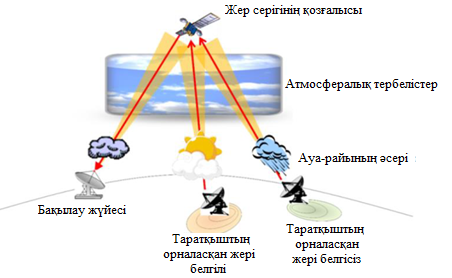 Жер серігінің қозғалысы
Атмосфералық тербелістер
Ауа-райының әсері
Бақылау жүйесі
Таратқыштың
орналасқан жері
белгілі
Таратқыштың
орналасқан
жері белгісіз